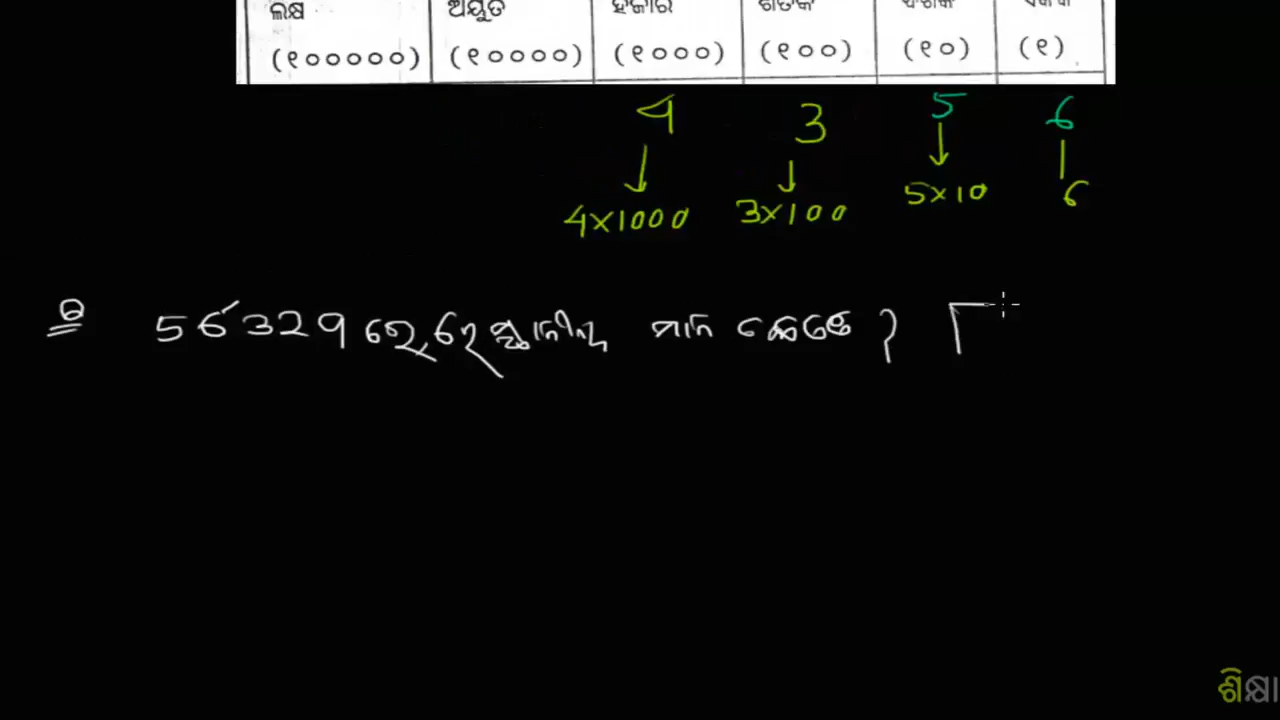 ଲକ୍ଷ ଅୟୁତ ହଜାର ଶତକ ଦଶକ ଏକକ
(୧୦୦୦୦୦) (୧୦୦୦୦) (୧୦୦୦) (୧୦୦) (୧୦) (୧)
4 3 5 6
4×1000 3×100 5×10 6
56329 ରେ ସ୍ଥାନୀୟ ମାନ କେତେ ?
ଶିକ୍ଷା